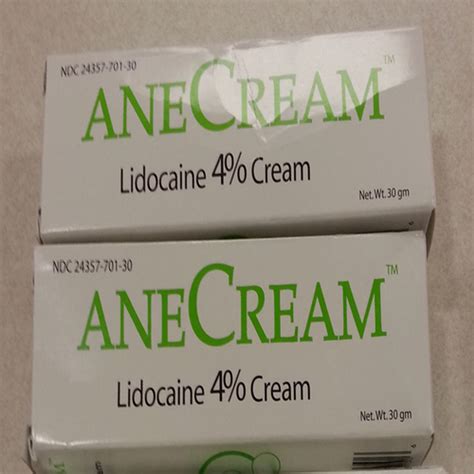 NDC 24357-701-30
ANECREAM™
Lidocaine 4% Cream
Net.Wt. 30 gm
NDC 24357-701-30
ANECREAM™
Lidocaine 4% Cream
Net.Wt. 30 gm